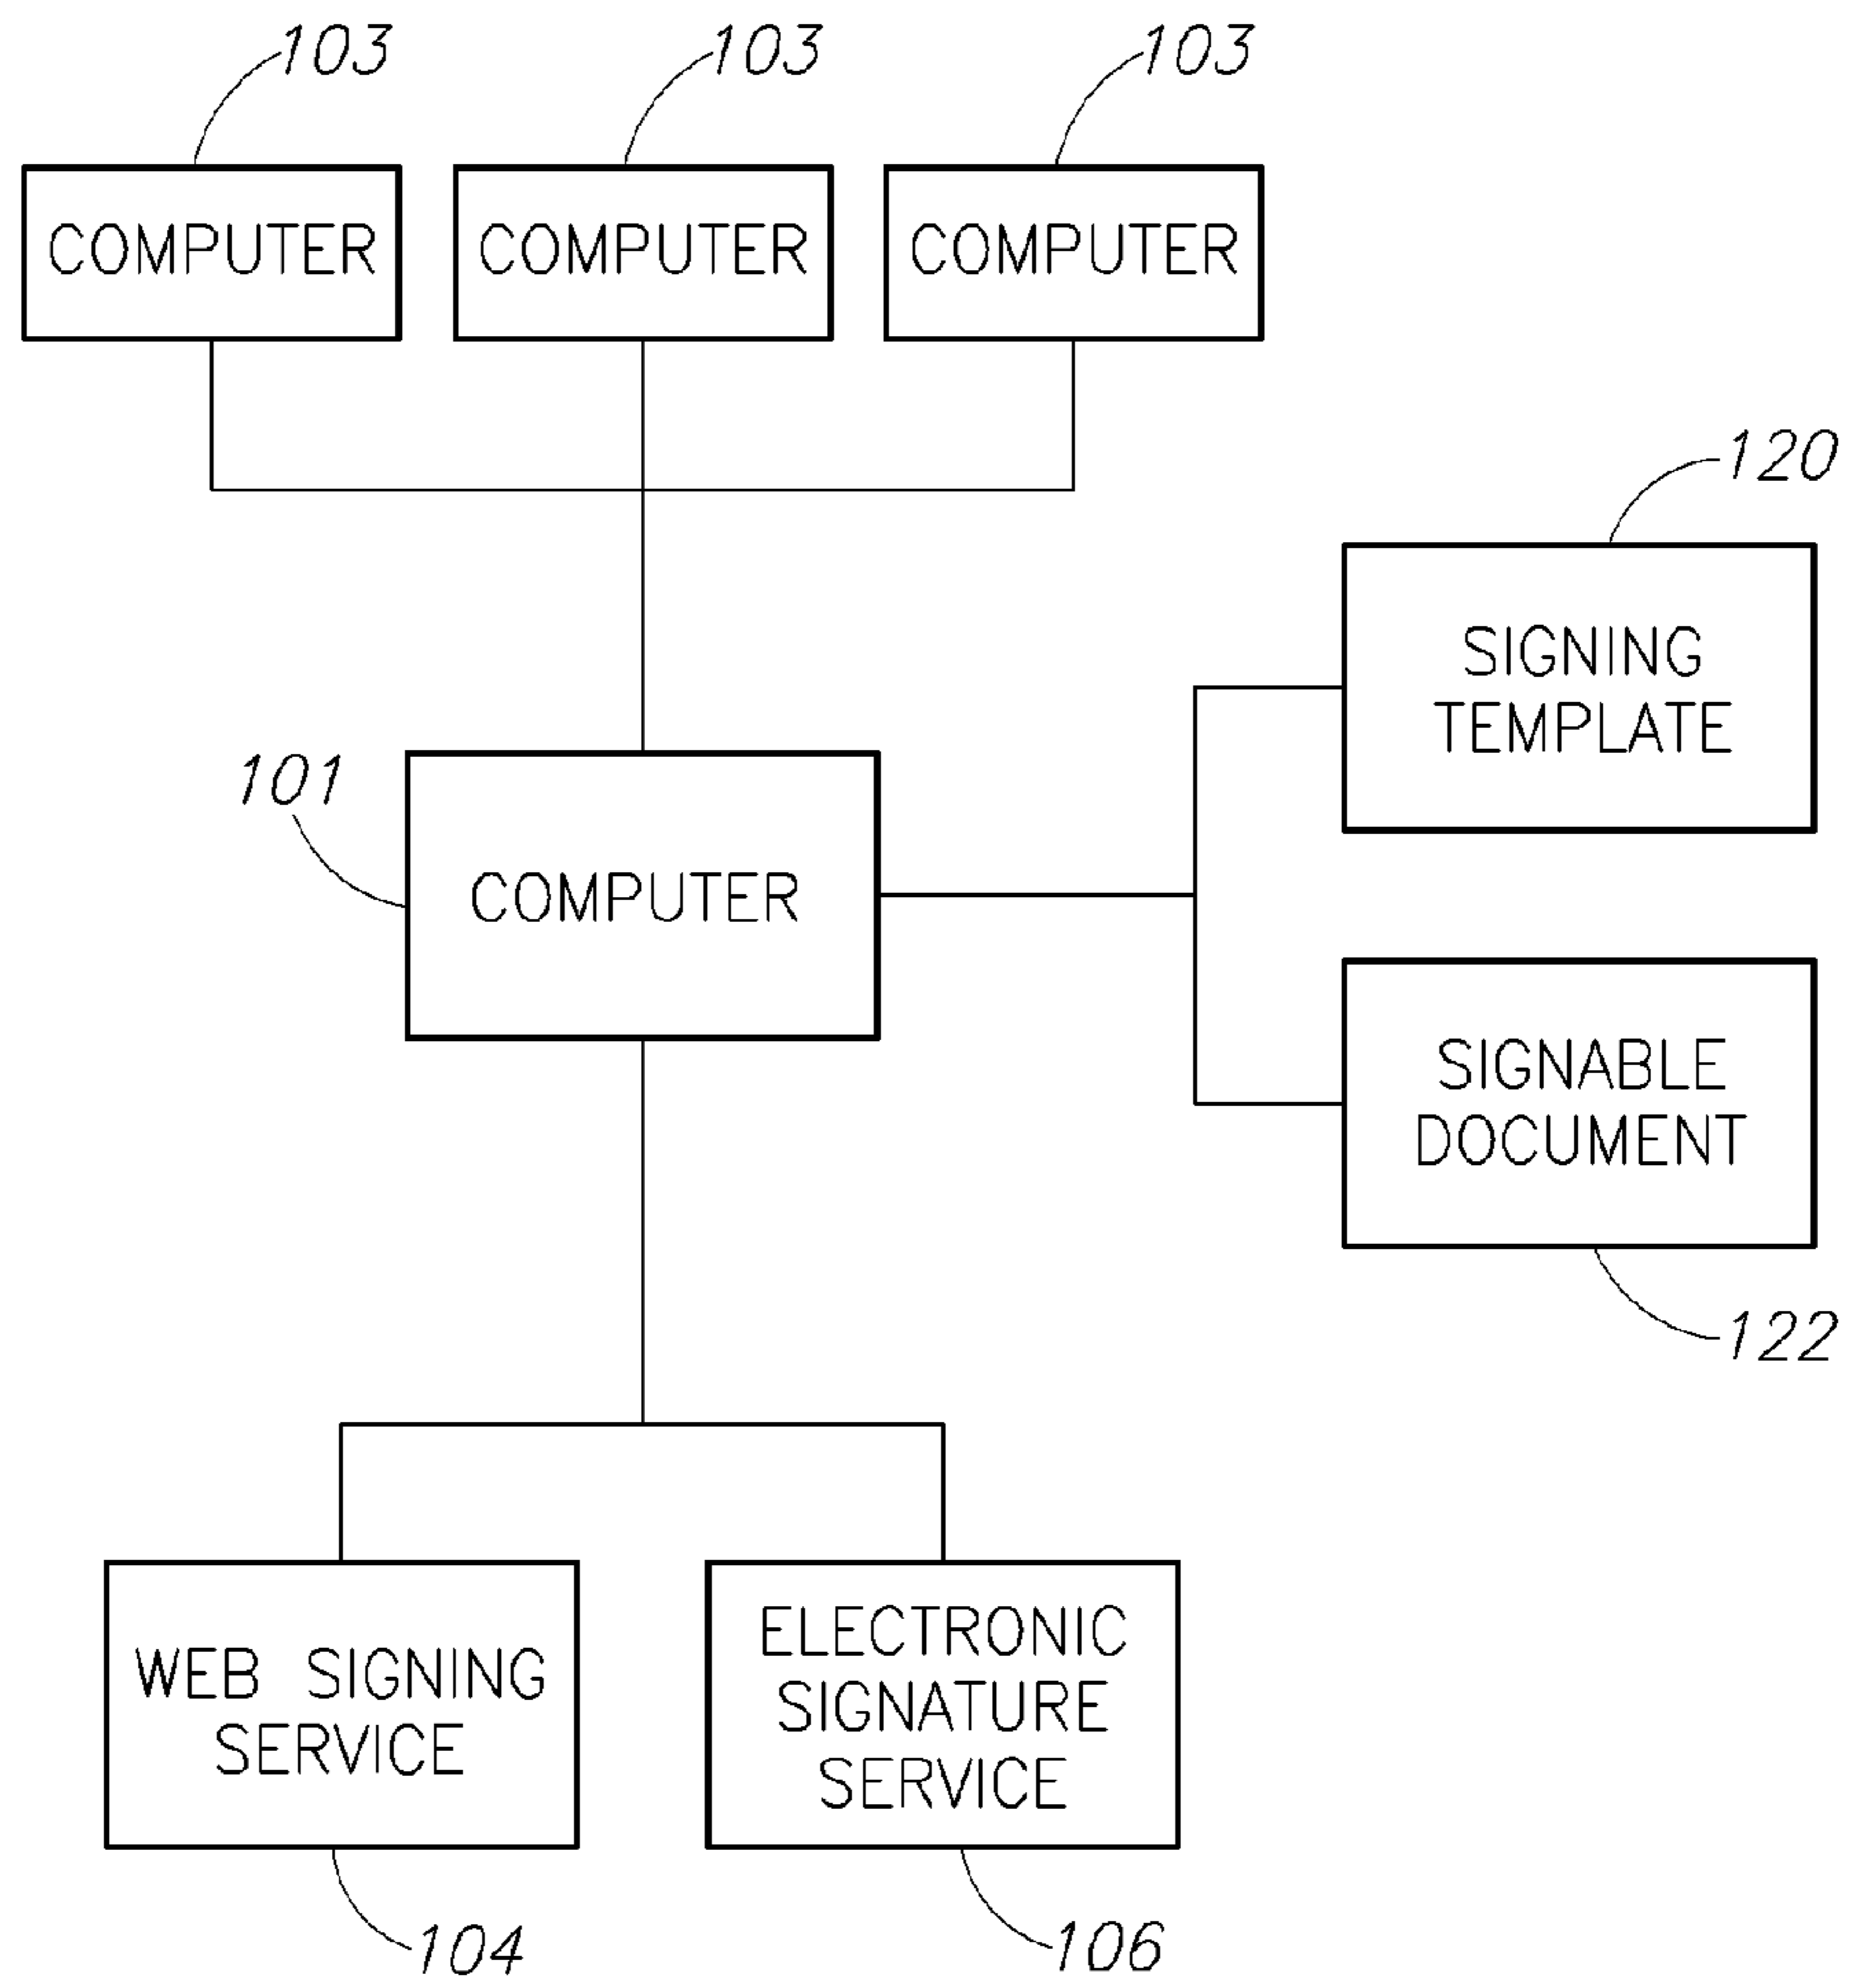 103
103
103
COMPUTER
COMPUTER
COMPUTER
120
SIGNING
TEMPLATE
101
COMPUTER
SIGNABLE
DOCUMENT
122
WEB SIGNING
SERVICE
ELECTRONIC
SIGNATURE
SERVICE
104
106